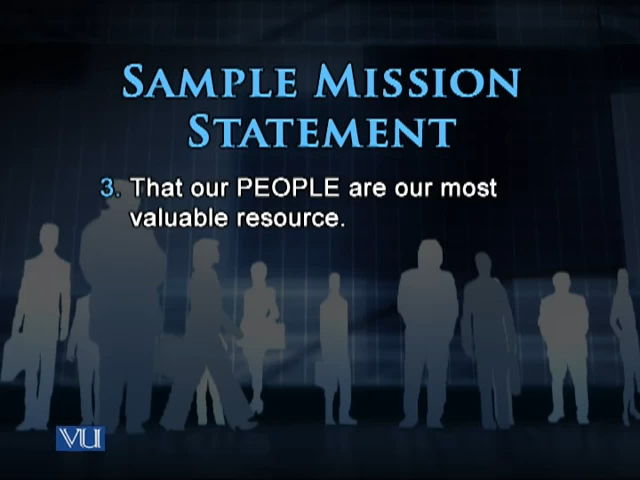 SAMPLE MISSION
STATEMENT
3. That our PEOPLE are our most
valuable resource.
VU